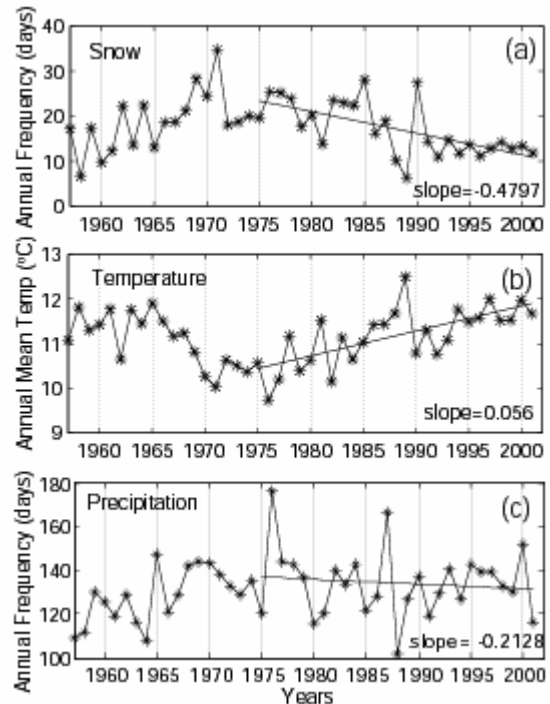 Annual Frequency (days)
40
30
20
10
0
Snow
(a)
slope=-0.4797
1960 1965 1970 1975 1980 1985 1990 1995 2000
Annual Mean Temp (ºC)
13
12
11
10
9
Temperature
(b)
slope=0.056
1960 1965 1970 1975 1980 1985 1990 1995 2000
Annual Frequency (days)
180
160
140
120
100
Precipitation
(c)
slope= -0.2128
1960 1965 1970 1975 1980 1985 1990 1995 2000
Years